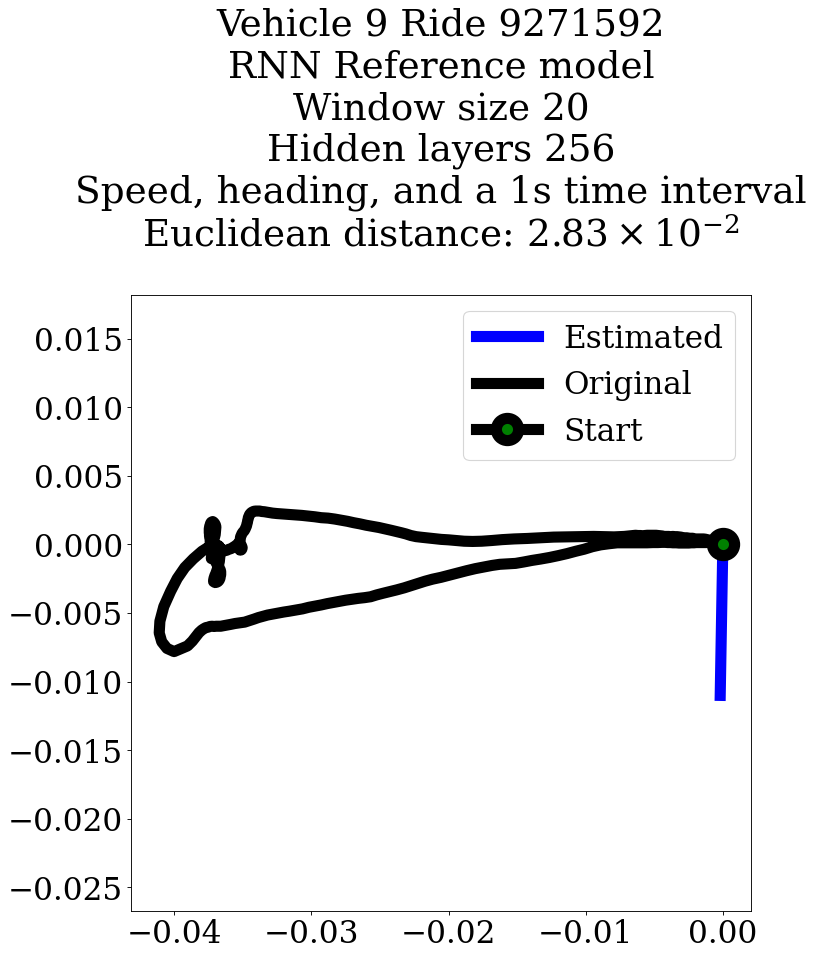 Vehicle 9 Ride 9271592
RNN Reference model
Window size 20
Hidden layers 256
Speed, heading, and a 1s time interval
Euclidean distance: 2.83 × 10⁻²
Estimated
Original
Start
0.015
0.010
0.005
0.000
−0.005
−0.010
−0.015
−0.020
−0.025
−0.04 −0.03 −0.02 −0.01 0.00